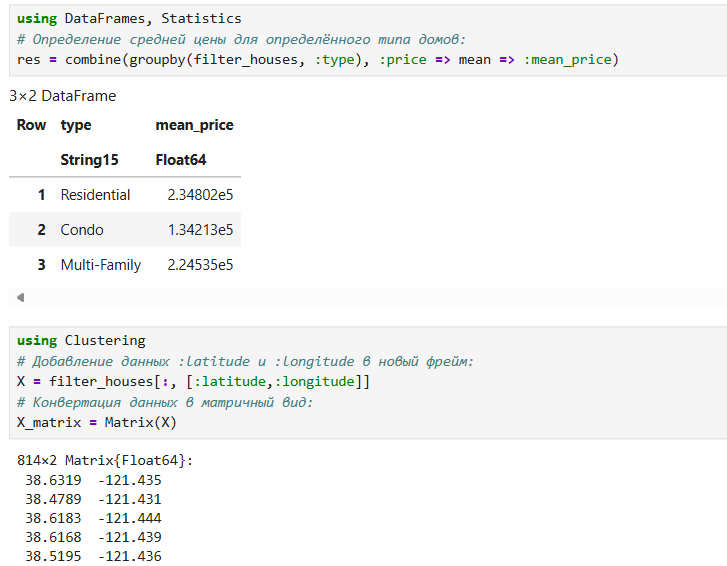 using DataFrames, Statistics
# Определение средней цены для определённого типа домов:
res = combine(groupby(filter_houses, :type), :price => mean => :mean_price)
3×2 DataFrame
Row type mean_price
String15 Float64
1 Residential 2.34802e5
2 Condo 1.34213e5
3 Multi-Family 2.24535e5
using Clustering
# Добавление данных :latitude и :longitude в новый фрейм:
X = filter_houses[:, [:latitude,:longitude]]
# Конвертация данных в матричный вид:
X_matrix = Matrix(X)
814×2 Matrix{Float64}:
38.6319 -121.435
38.4789 -121.431
38.6183 -121.444
38.6168 -121.439
38.5195 -121.436